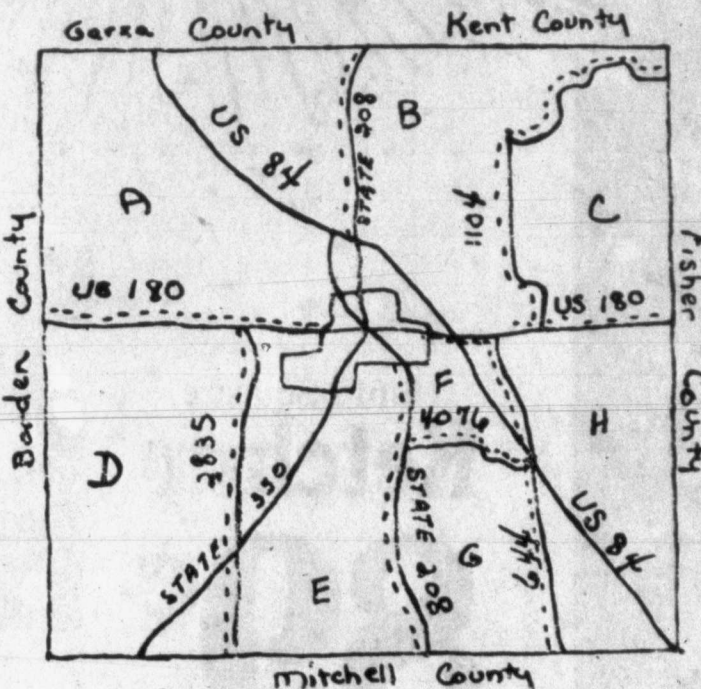 Garza County
Kent County
US 84
STATE 208
B
1104
C
D
US 180
US 180
Borden County
Fisher County
F
4076
H
D
2835
STATE 350
STATE 208
G
644
US 84
E
Mitchell County